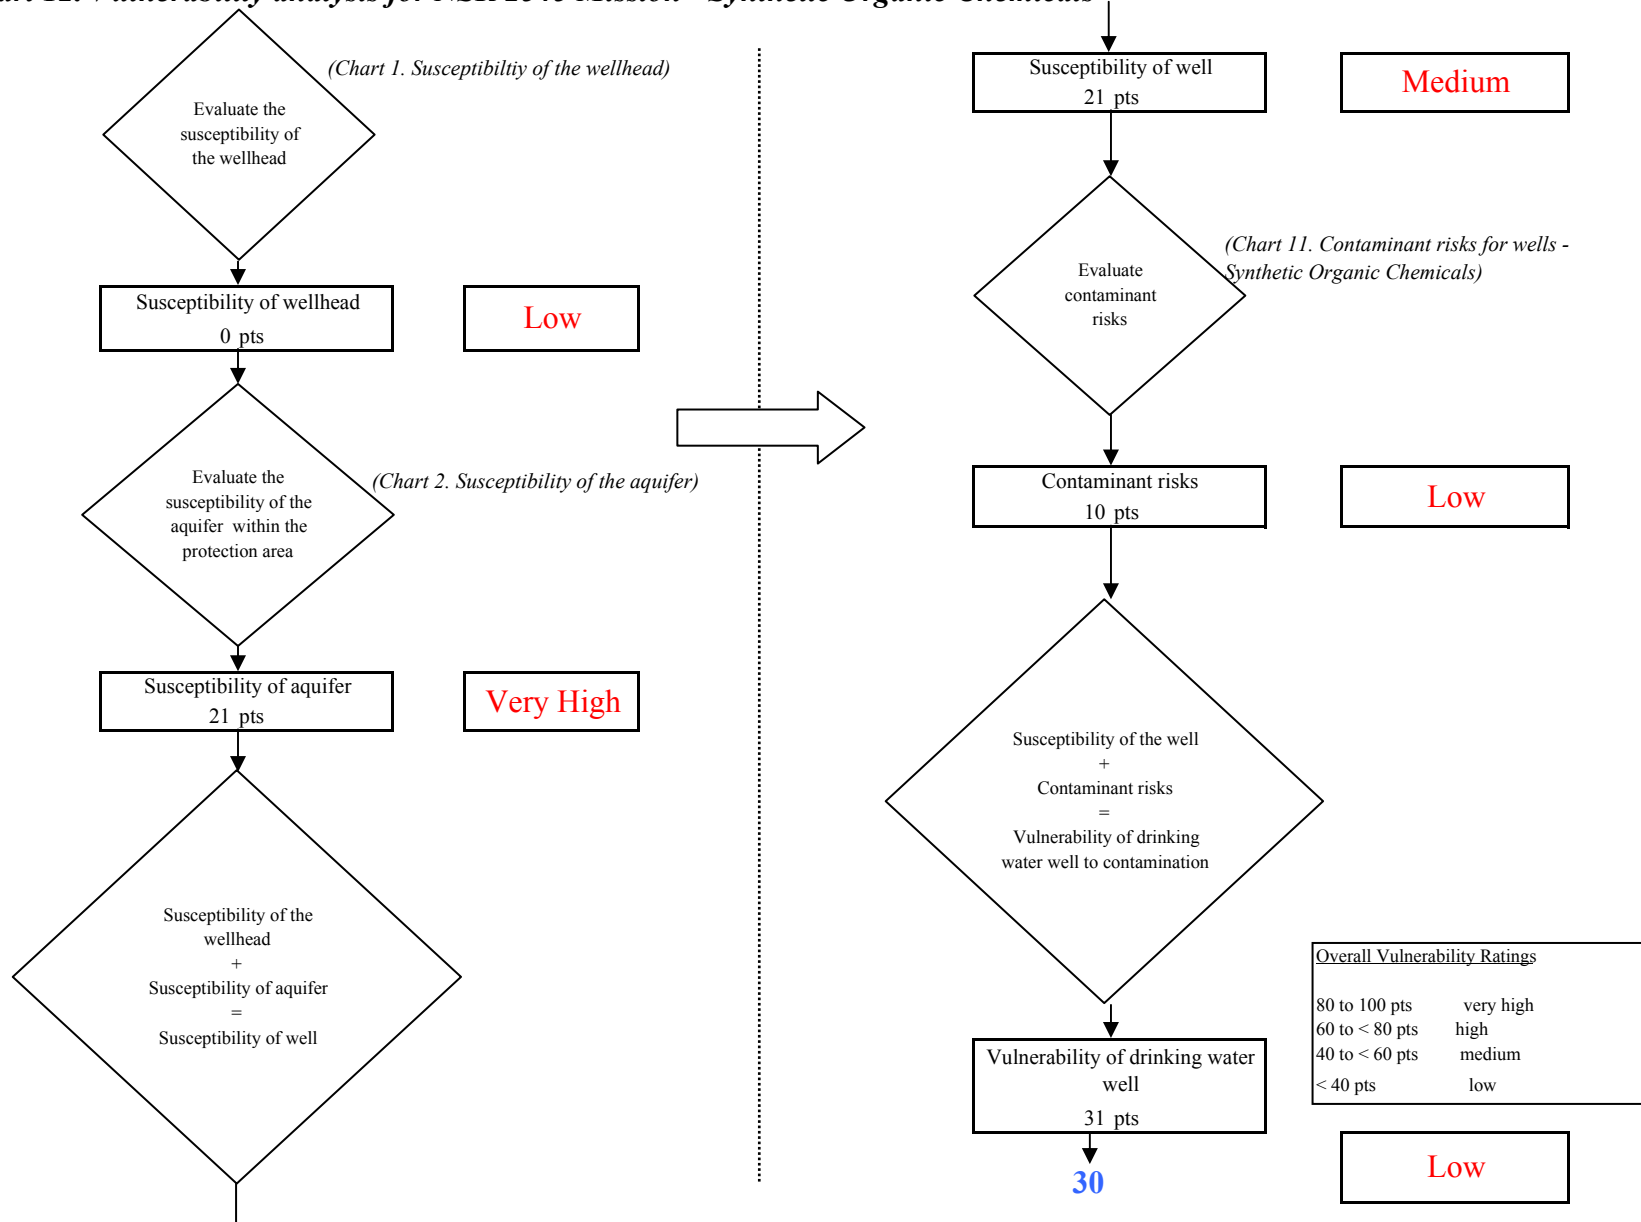 (Chart 1. Susceptibiltiy of the wellhead)
Evaluate the
susceptibility of
the wellhead
Susceptibility of wellhead
0 pts
Low
Evaluate the
susceptibility of the
aquifer within the
protection area
(Chart 2. Susceptibility of the aquifer)
Susceptibility of aquifer
21 pts
Very High
Susceptibility of the
wellhead
+
Susceptibility of aquifer
=
Susceptibility of well
Susceptibility of well
21 pts
Medium
Evaluate
contaminant
risks
(Chart 11. Contaminant risks for wells -
Synthetic Organic Chemicals)
Contaminant risks
10 pts
Low
Susceptibility of the well
+
Contaminant risks
=
Vulnerability of drinking
water well to contamination
Vulnerability of drinking water
well
31 pts
30
Overall Vulnerability Ratings
80 to 100 pts very high
60 to < 80 pts high
40 to < 60 pts medium
< 40 pts low
Low